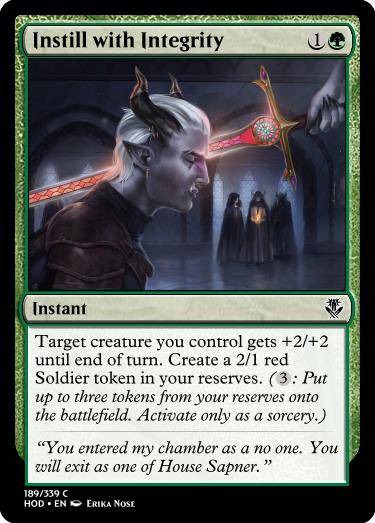 Instill with Integrity 1
Instant
Target creature you control gets +2/+2
until end of turn. Create a 2/1 red
Soldier token in your reserves. (3: Put
up to three tokens from your reserves onto
the battlefield. Activate only as a sorcery.)
“You entered my chamber as a no one. You
will exit as one of House Sapner.”
189/339 C
HOD • EN Erika Nose